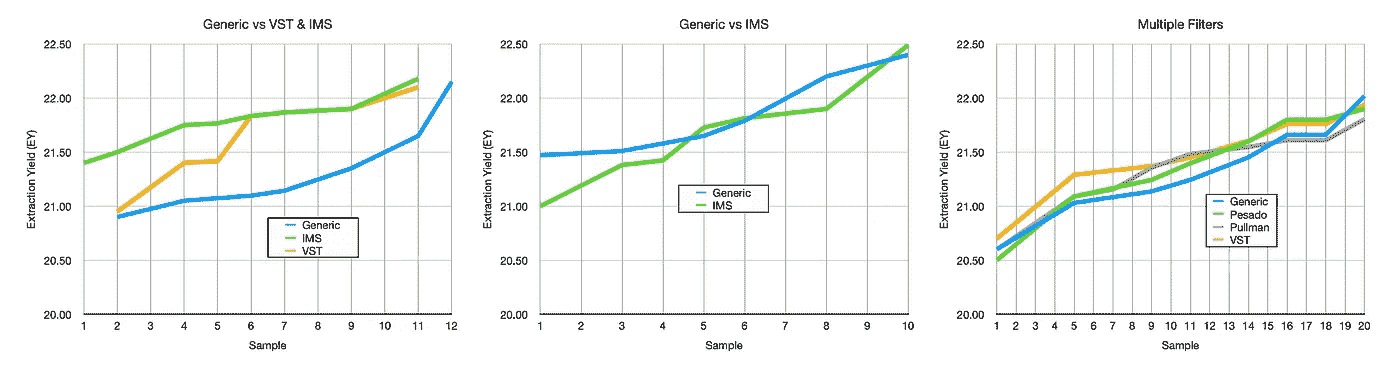 Generic vs VST & IMS
Extraction Yield (EY)
22.50
22.00
21.50
21.00
20.50
20.00
1 2 3 4 5 6 7 8 9 10 11 12
Sample
Generic
IMS
VST
Generic vs IMS
Extraction Yield (EY)
22.50
22.00
21.50
21.00
20.50
20.00
1 2 3 4 5 6 7 8 9 10
Sample
Generic
IMS
Multiple Filters
Extraction Yield (EY)
22.50
22.00
21.50
21.00
20.50
20.00
1 2 3 4 5 6 7 8 9 10 11 12 13 14 15 16 17 18 19 20
Sample
Generic
Pesado
Pullman
VST